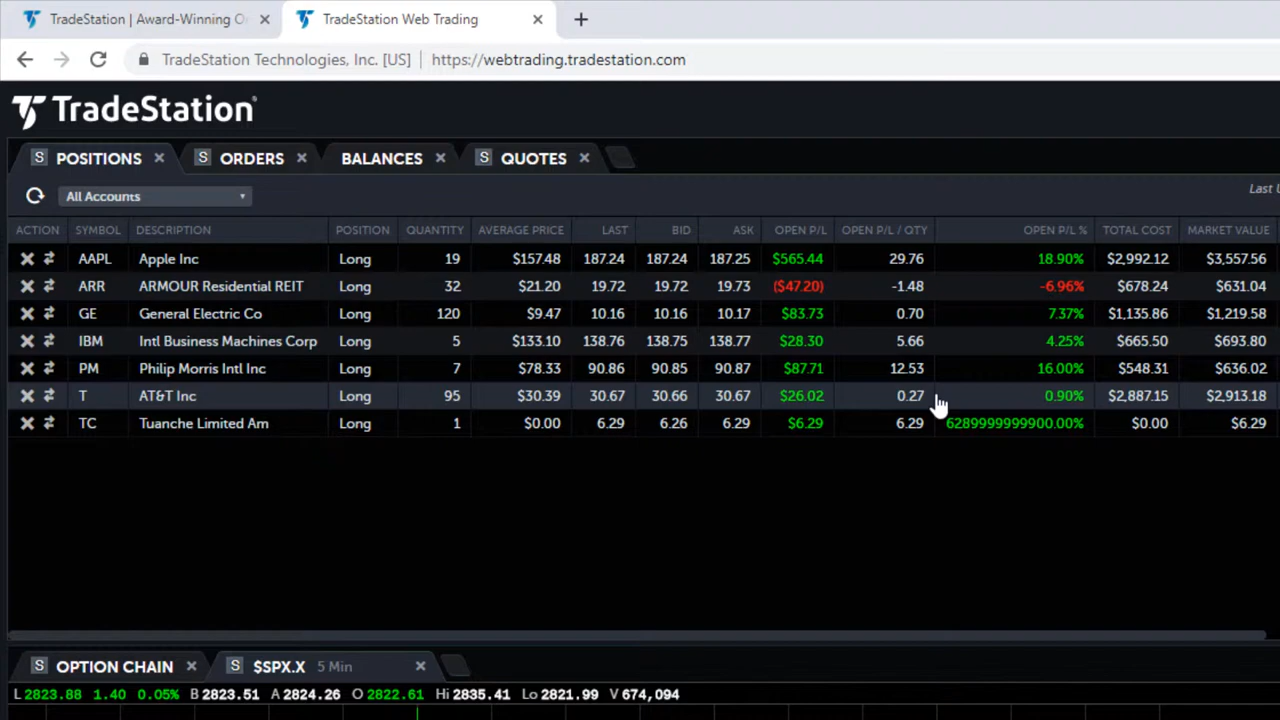 TradeStation | Award-Winning O
TradeStation Web Trading
TradeStation Technologies, Inc. [US] | https://webtrading.tradestation.com
TradeStation®
S POSITIONS S ORDERS BALANCES S QUOTES
All Accounts Last U
ACTION SYMBOL DESCRIPTION POSITION QUANTITY AVERAGE PRICE LAST BID ASK OPEN P/L OPEN P/L / QTY OPEN P/L % TOTAL COST MARKET VALUE
AAPL Apple Inc Long 19 $157.48 187.24 187.24 187.25 $565.44 29.76 18.90% $2,992.12 $3,557.56
ARR ARMOUR Residential REIT Long 32 $21.20 19.72 19.72 19.73 ($47.20) -1.48 -6.96% $678.24 $631.04
GE General Electric Co Long 120 $9.47 10.16 10.16 10.17 $83.73 0.70 7.37% $1,135.86 $1,219.58
IBM Intl Business Machines Corp Long 5 $133.10 138.76 138.75 138.77 $28.30 5.66 4.25% $665.50 $693.80
PM Philip Morris Intl Inc Long 7 $78.33 90.86 90.85 90.87 $87.71 12.53 16.00% $548.31 $636.02
T AT&T Inc Long 95 $30.39 30.67 30.66 30.67 $26.02 0.27 0.90% $2,887.15 $2,913.18
TC Tuanche Limited Am Long 1 $0.00 6.29 6.26 6.29 $6.29 6.29 6289999999900.00% $0.00 $6.29
S OPTION CHAIN S $SPX.X 5 Min
L 2823.88 1.40 0.05% B 2823.51 A 2824.26 O 2822.61 Hi 2835.41 Lo 2821.99 V 674,094